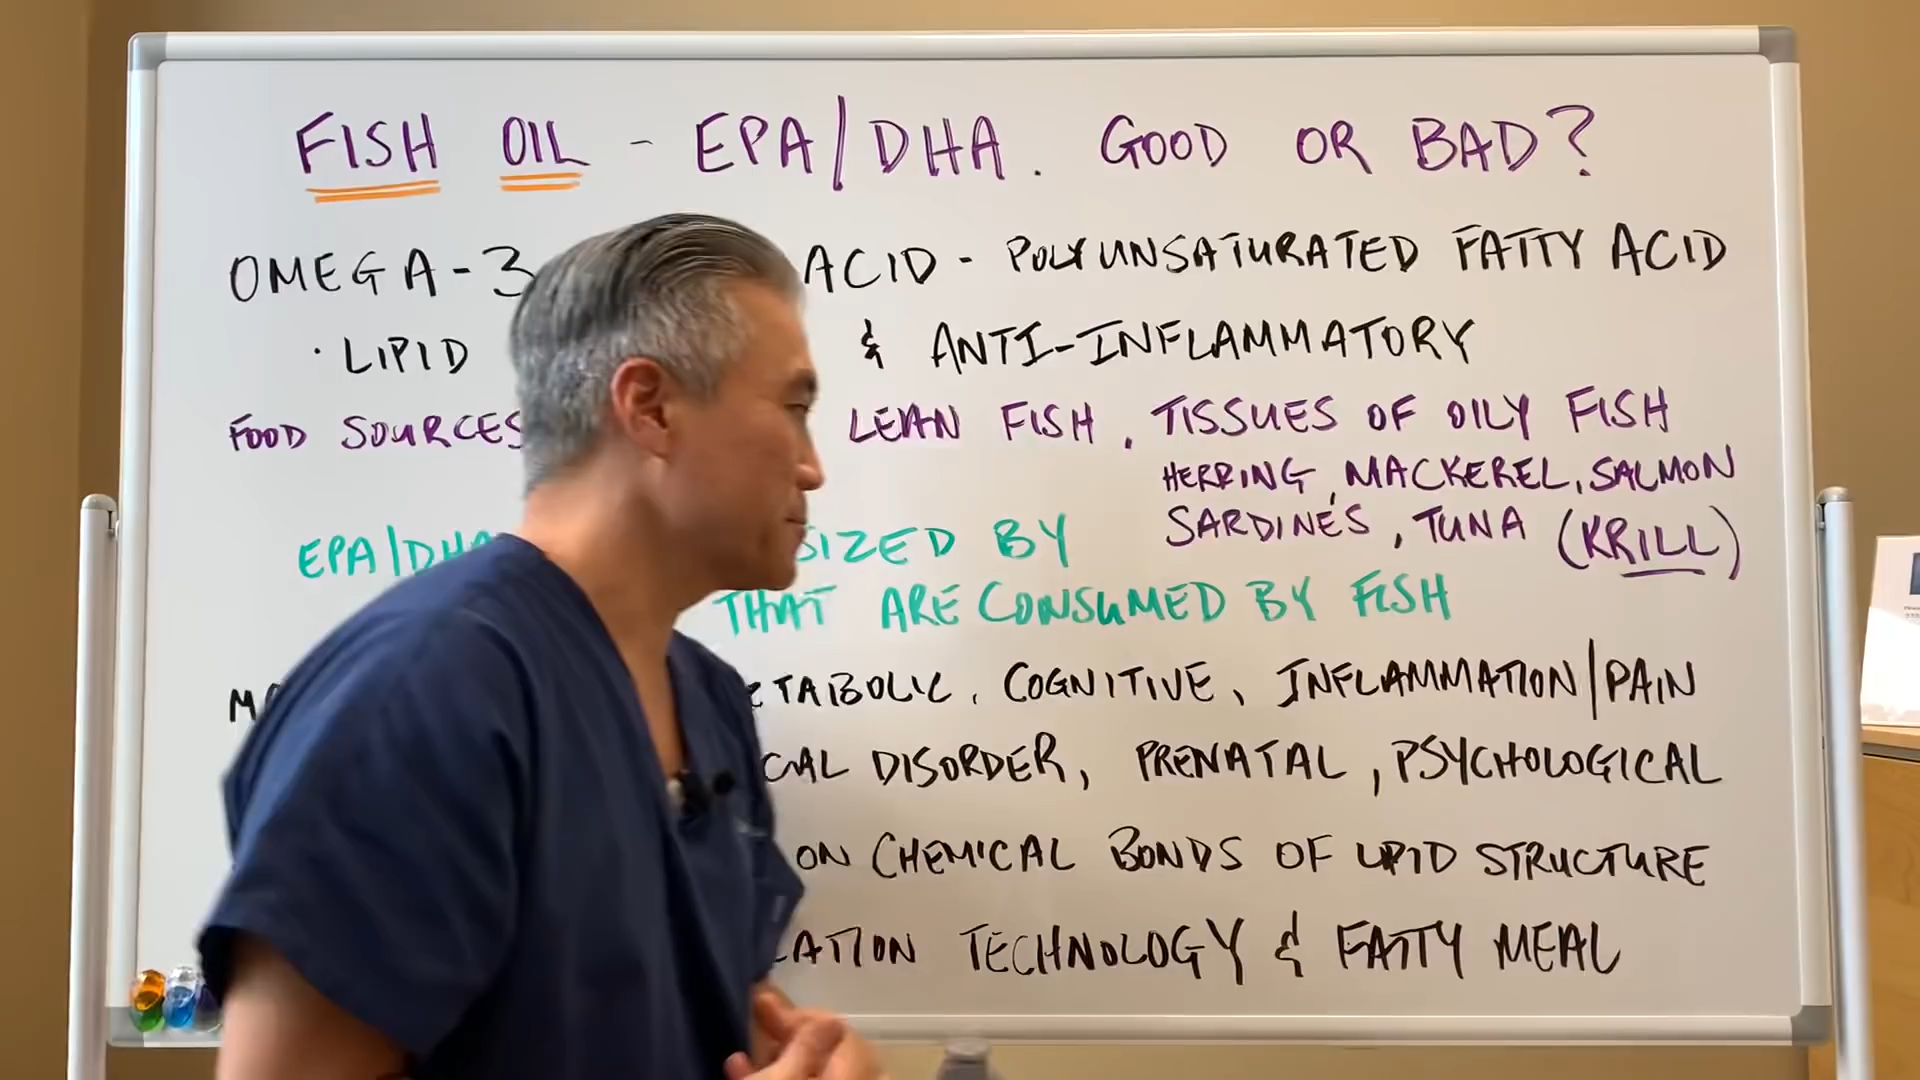 FISH OIL - EPA/DHA. GOOD OR BAD?
OMEGA-3 ACID - POLYUNSATURATED FATTY ACID
· LIPID & ANTI-INFLAMMATORY
FOOD SOURCES LEAN FISH. TISSUES OF OILY FISH
HERRING, MACKEREL, SALMON
SARDINES, TUNA (KRILL)
EPA/DHA SIZED BY
THAT ARE CONSUMED BY FISH
TABOLIC, COGNITIVE, INFLAMMATION/PAIN
CAL DISORDER, PRENATAL, PSYCHOLOGICAL
ON CHEMICAL BONDS OF LIPID STRUCTURE
CATION TECHNOLOGY & FATTY MEAL